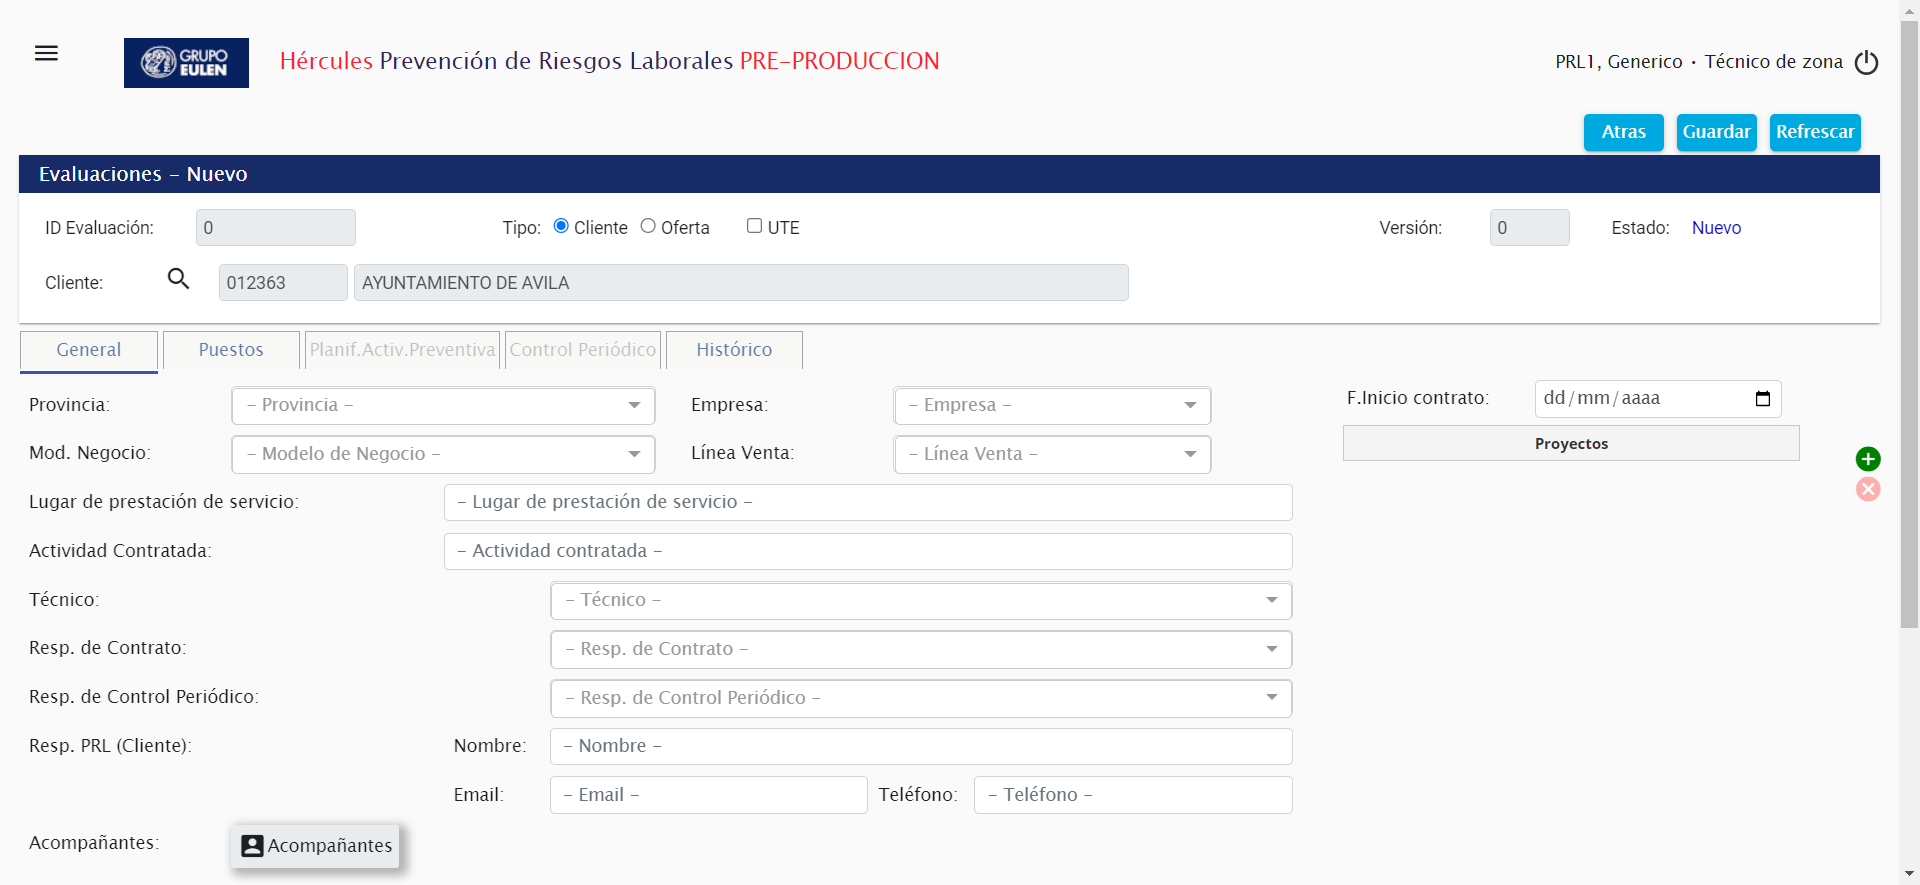 GRUPO
EULEN
Hércules Prevención de Riesgos Laborales PRE-PRODUCCION
PRL1, Generico · Técnico de zona
Atras Guardar Refrescar
Evaluaciones - Nuevo
ID Evaluación: 0 Tipo: Cliente Oferta UTE Versión: 0 Estado: Nuevo
Cliente: 012363 AYUNTAMIENTO DE AVILA
General Puestos Planif.Activ.Preventiva Control Periódico Histórico
Provincia: - Provincia - Empresa: - Empresa - F.Inicio contrato: dd/mm/aaaa
Mod. Negocio: - Modelo de Negocio - Línea Venta: - Línea Venta - Proyectos
Lugar de prestación de servicio: - Lugar de prestación de servicio -
Actividad Contratada: - Actividad contratada -
Técnico: - Técnico -
Resp. de Contrato: - Resp. de Contrato -
Resp. de Control Periódico: - Resp. de Control Periódico -
Resp. PRL (Cliente): Nombre: - Nombre -
Email: - Email - Teléfono: - Teléfono -
Acompañantes: Acompañantes